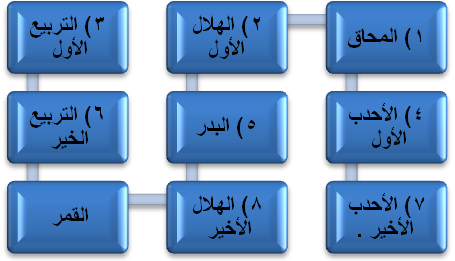 ١) المحاق
٢) الهلال
الأول
٣) التربيع
الأول
٤) الأحدب
الأول
٥) البدر
٦) التربيع
الخير
٧) الأحدب
الأخير .
٨) الهلال
الأخير
القمر